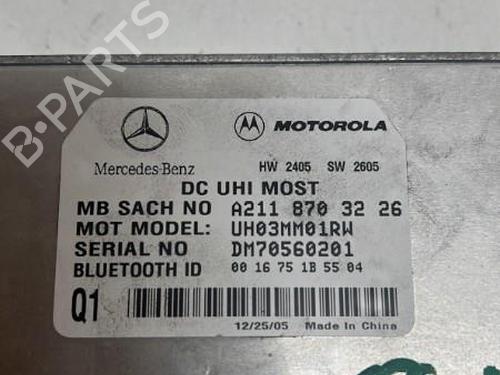 B-PARTS
MOTOROLA
Mercedes-Benz HW 2405 SW 2605
DC UHI MOST
MB SACH NO A211 870 32 26
MOT MODEL: UH03MM01RW
SERIAL NO DM70560201
BLUETOOTH ID 00 16 75 1B 55 04
Q1
12/25/05 Made In China